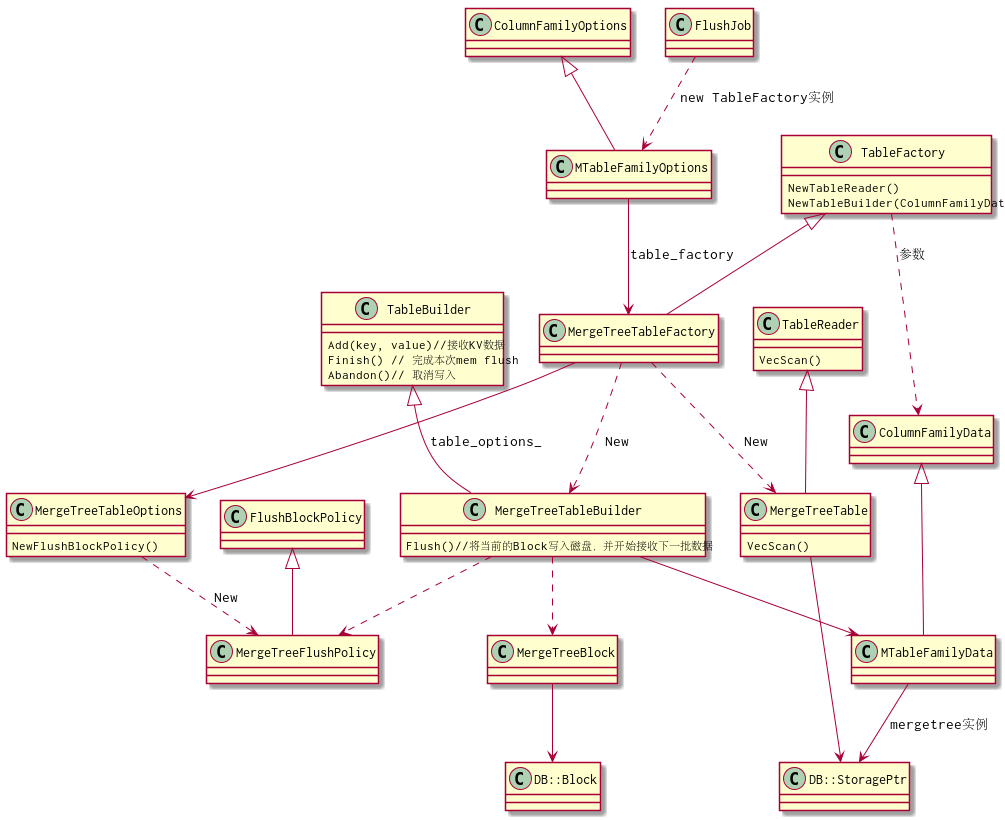 C ColumnFamilyOptions
C FlushJob
new TableFactory实例
C TableFactory
NewTableReader()
NewTableBuilder(ColumnFamilyDat
C MTableFamilyOptions
table_factory
参数
C TableBuilder
Add(key, value)//接收KV数据
Finish() // 完成本次mem flush
Abandon()// 取消写入
C MergeTreeTableFactory
C TableReader
VecScan()
C ColumnFamilyData
table_options_
New
New
C MergeTreeTableOptions
NewFlushBlockPolicy()
C FlushBlockPolicy
C MergeTreeTableBuilder
Flush()//将当前的Block写入磁盘，并开始接收下一批数据
C MergeTreeTable
VecScan()
New
C MergeTreeFlushPolicy
C MergeTreeBlock
C MTableFamilyData
mergetree实例
C DB::Block
C DB::StoragePtr